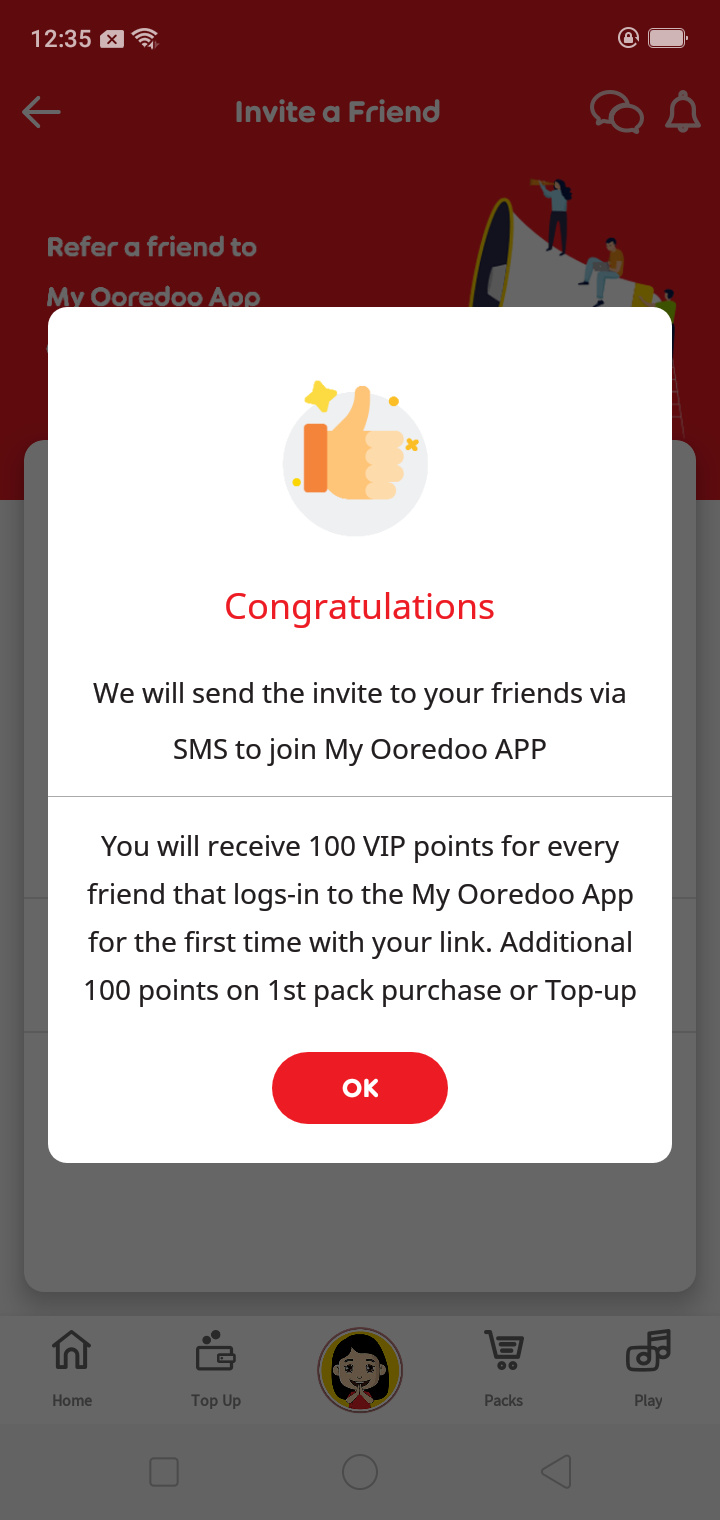 12:35
Invite a Friend
Refer a friend to
My Ooredoo App
Congratulations
We will send the invite to your friends via
SMS to join My Ooredoo APP
You will receive 100 VIP points for every
friend that logs-in to the My Ooredoo App
for the first time with your link. Additional
100 points on 1st pack purchase or Top-up
OK
Home Top Up Packs Play